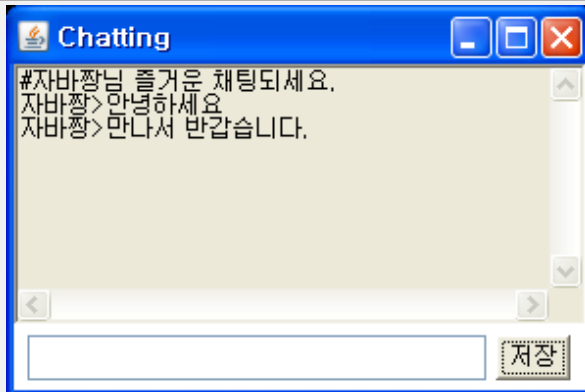 Chatting
#자바짱님 즐거운 채팅되세요.
자바짱>안녕하세요
자바짱>만나서 반갑습니다.
저장